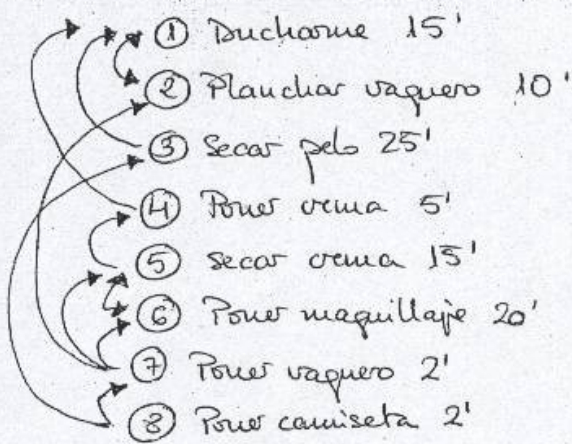 ① Ducharme 15'
② Planchar vaquero 10'
③ Secar pelo 25'
④ Poner crema 5'
⑤ Secar crema 15'
⑥ Poner maquillaje 20'
⑦ Poner vaquero 2'
⑧ Poner camiseta 2'